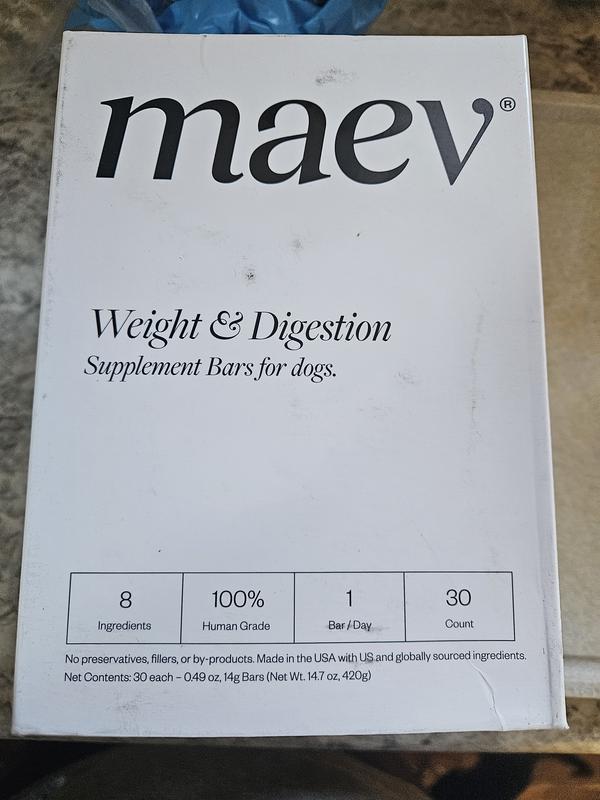 maev®
Weight & Digestion
Supplement Bars for dogs.
8 100% 1 30
Ingredients Human Grade Bar / Day Count
No preservatives, fillers, or by-products. Made in the USA with US and globally sourced ingredients.
Net Contents: 30 each – 0.49 oz, 14g Bars (Net Wt. 14.7 oz, 420g)